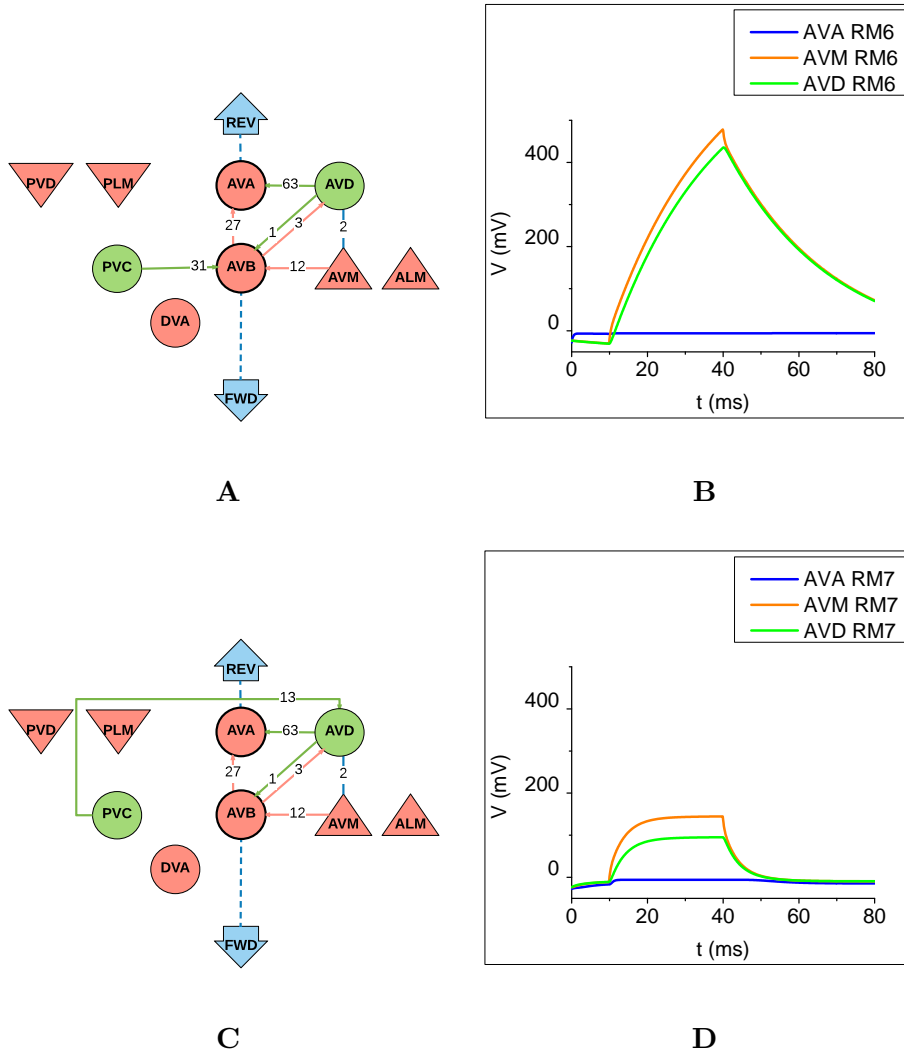 REV
PVD
PLM
AVA
AVD
63
27
1
3
2
PVC
31
AVB
12
AVM
ALM
DVA
FWD
A
AVA RM6
AVM RM6
AVD RM6
V (mV)
400
200
0
0 20 40 60 80
t (ms)
B
REV
13
PVD
PLM
AVA
AVD
63
27
1
3
2
PVC
AVB
12
AVM
ALM
DVA
FWD
C
AVA RM7
AVM RM7
AVD RM7
V (mV)
400
200
0
0 20 40 60 80
t (ms)
D